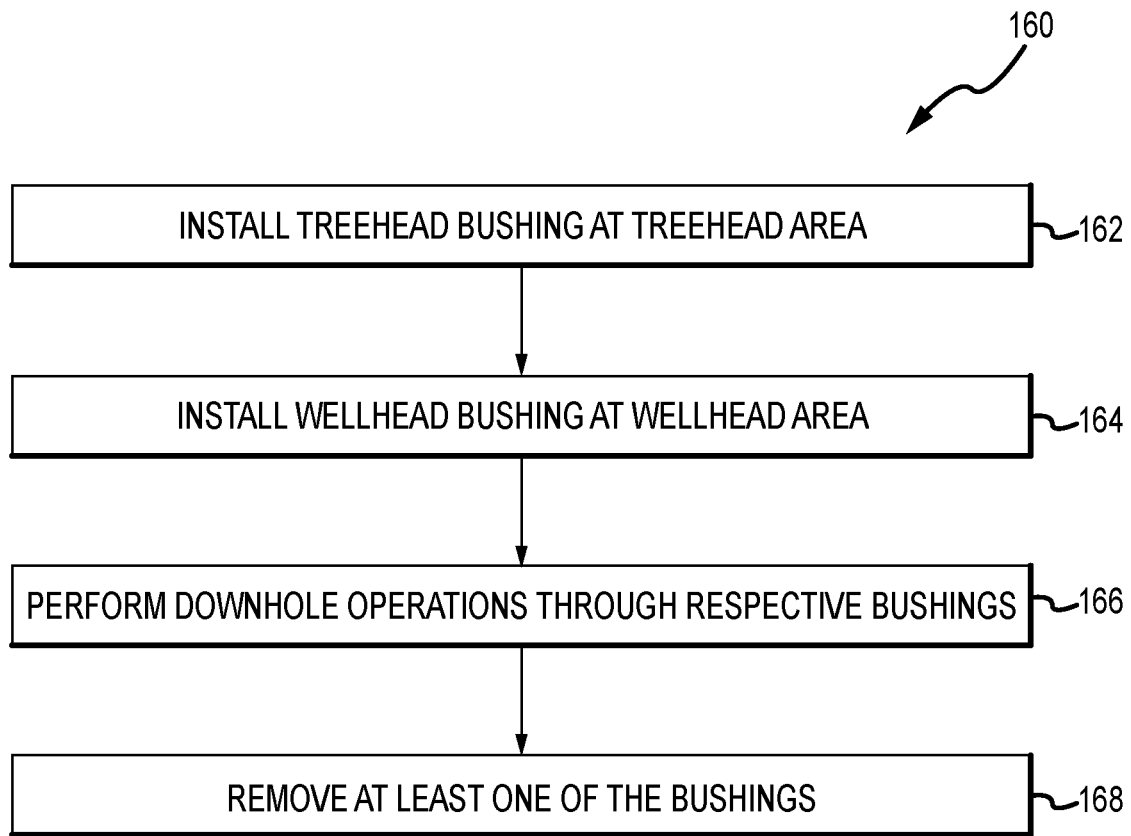 160
INSTALL TREEHEAD BUSHING AT TREEHEAD AREA
162
INSTALL WELLHEAD BUSHING AT WELLHEAD AREA
164
PERFORM DOWNHOLE OPERATIONS THROUGH RESPECTIVE BUSHINGS
166
REMOVE AT LEAST ONE OF THE BUSHINGS
168